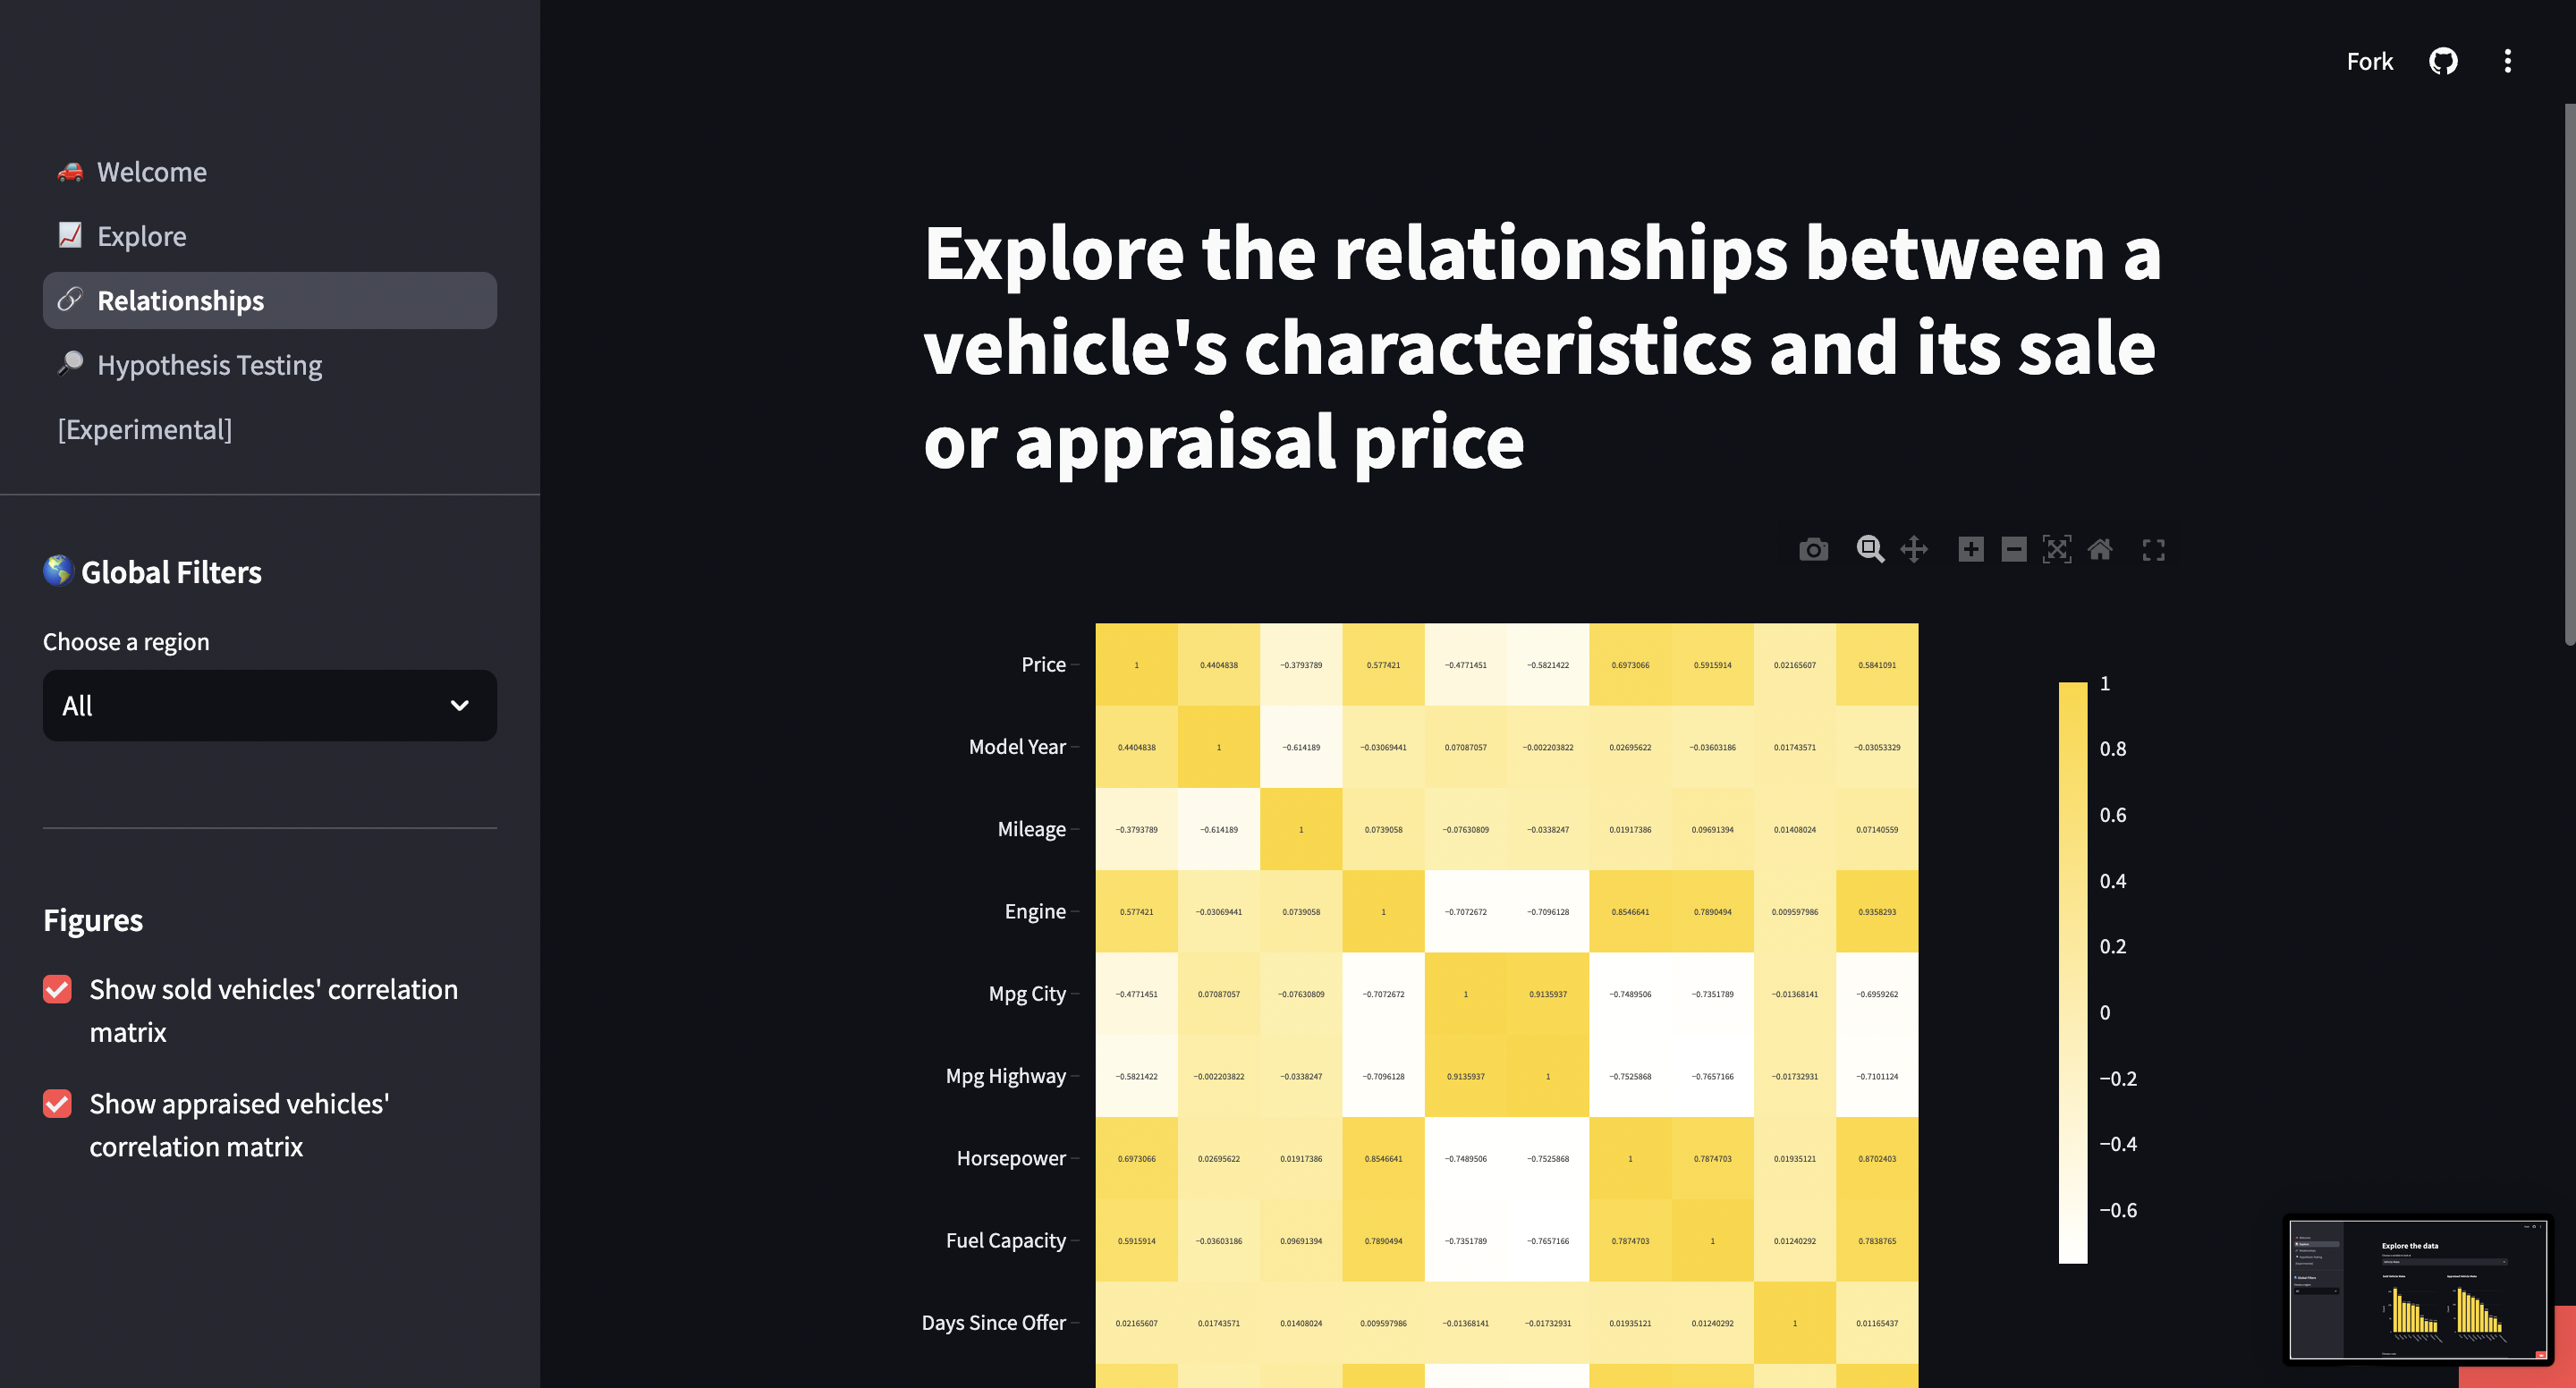 Fork
Welcome
Explore
Relationships
Hypothesis Testing
[Experimental]
Global Filters
Choose a region
All
Figures
Show sold vehicles' correlation
matrix
Show appraised vehicles'
correlation matrix
Explore the relationships between a
vehicle's characteristics and its sale
or appraisal price
Price 1 0.4404838 −0.3793789 0.577421 −0.4771451 −0.5821422 0.6973066 0.5915914 0.02165607 0.5841091
Model Year 0.4404838 1 −0.614189 −0.03069441 0.07087057 −0.002203822 0.02695622 −0.03603186 0.01743571 −0.03053329
Mileage −0.3793789 −0.614189 1 0.0739058 −0.07630809 −0.0338247 0.01917386 0.09691394 0.01408024 0.07140559
Engine 0.577421 −0.03069441 0.0739058 1 −0.7072672 −0.7096128 0.8546641 0.7890494 0.009597986 0.9358293
Mpg City −0.4771451 0.07087057 −0.07630809 −0.7072672 1 0.9135937 −0.7489506 −0.7351789 −0.01368141 −0.6959262
Mpg Highway −0.5821422 −0.002203822 −0.0338247 −0.7096128 0.9135937 1 −0.7525868 −0.7657166 −0.01732931 −0.7101124
Horsepower 0.6973066 0.02695622 0.01917386 0.8546641 −0.7489506 −0.7525868 1 0.7874703 0.01935121 0.8702403
Fuel Capacity 0.5915914 −0.03603186 0.09691394 0.7890494 −0.7351789 −0.7657166 0.7874703 1 0.01240292 0.7838765
Days Since Offer 0.02165607 0.01743571 0.01408024 0.009597986 −0.01368141 −0.01732931 0.01935121 0.01240292 1 0.01165437
1
0.8
0.6
0.4
0.2
0
−0.2
−0.4
−0.6
Explore the data